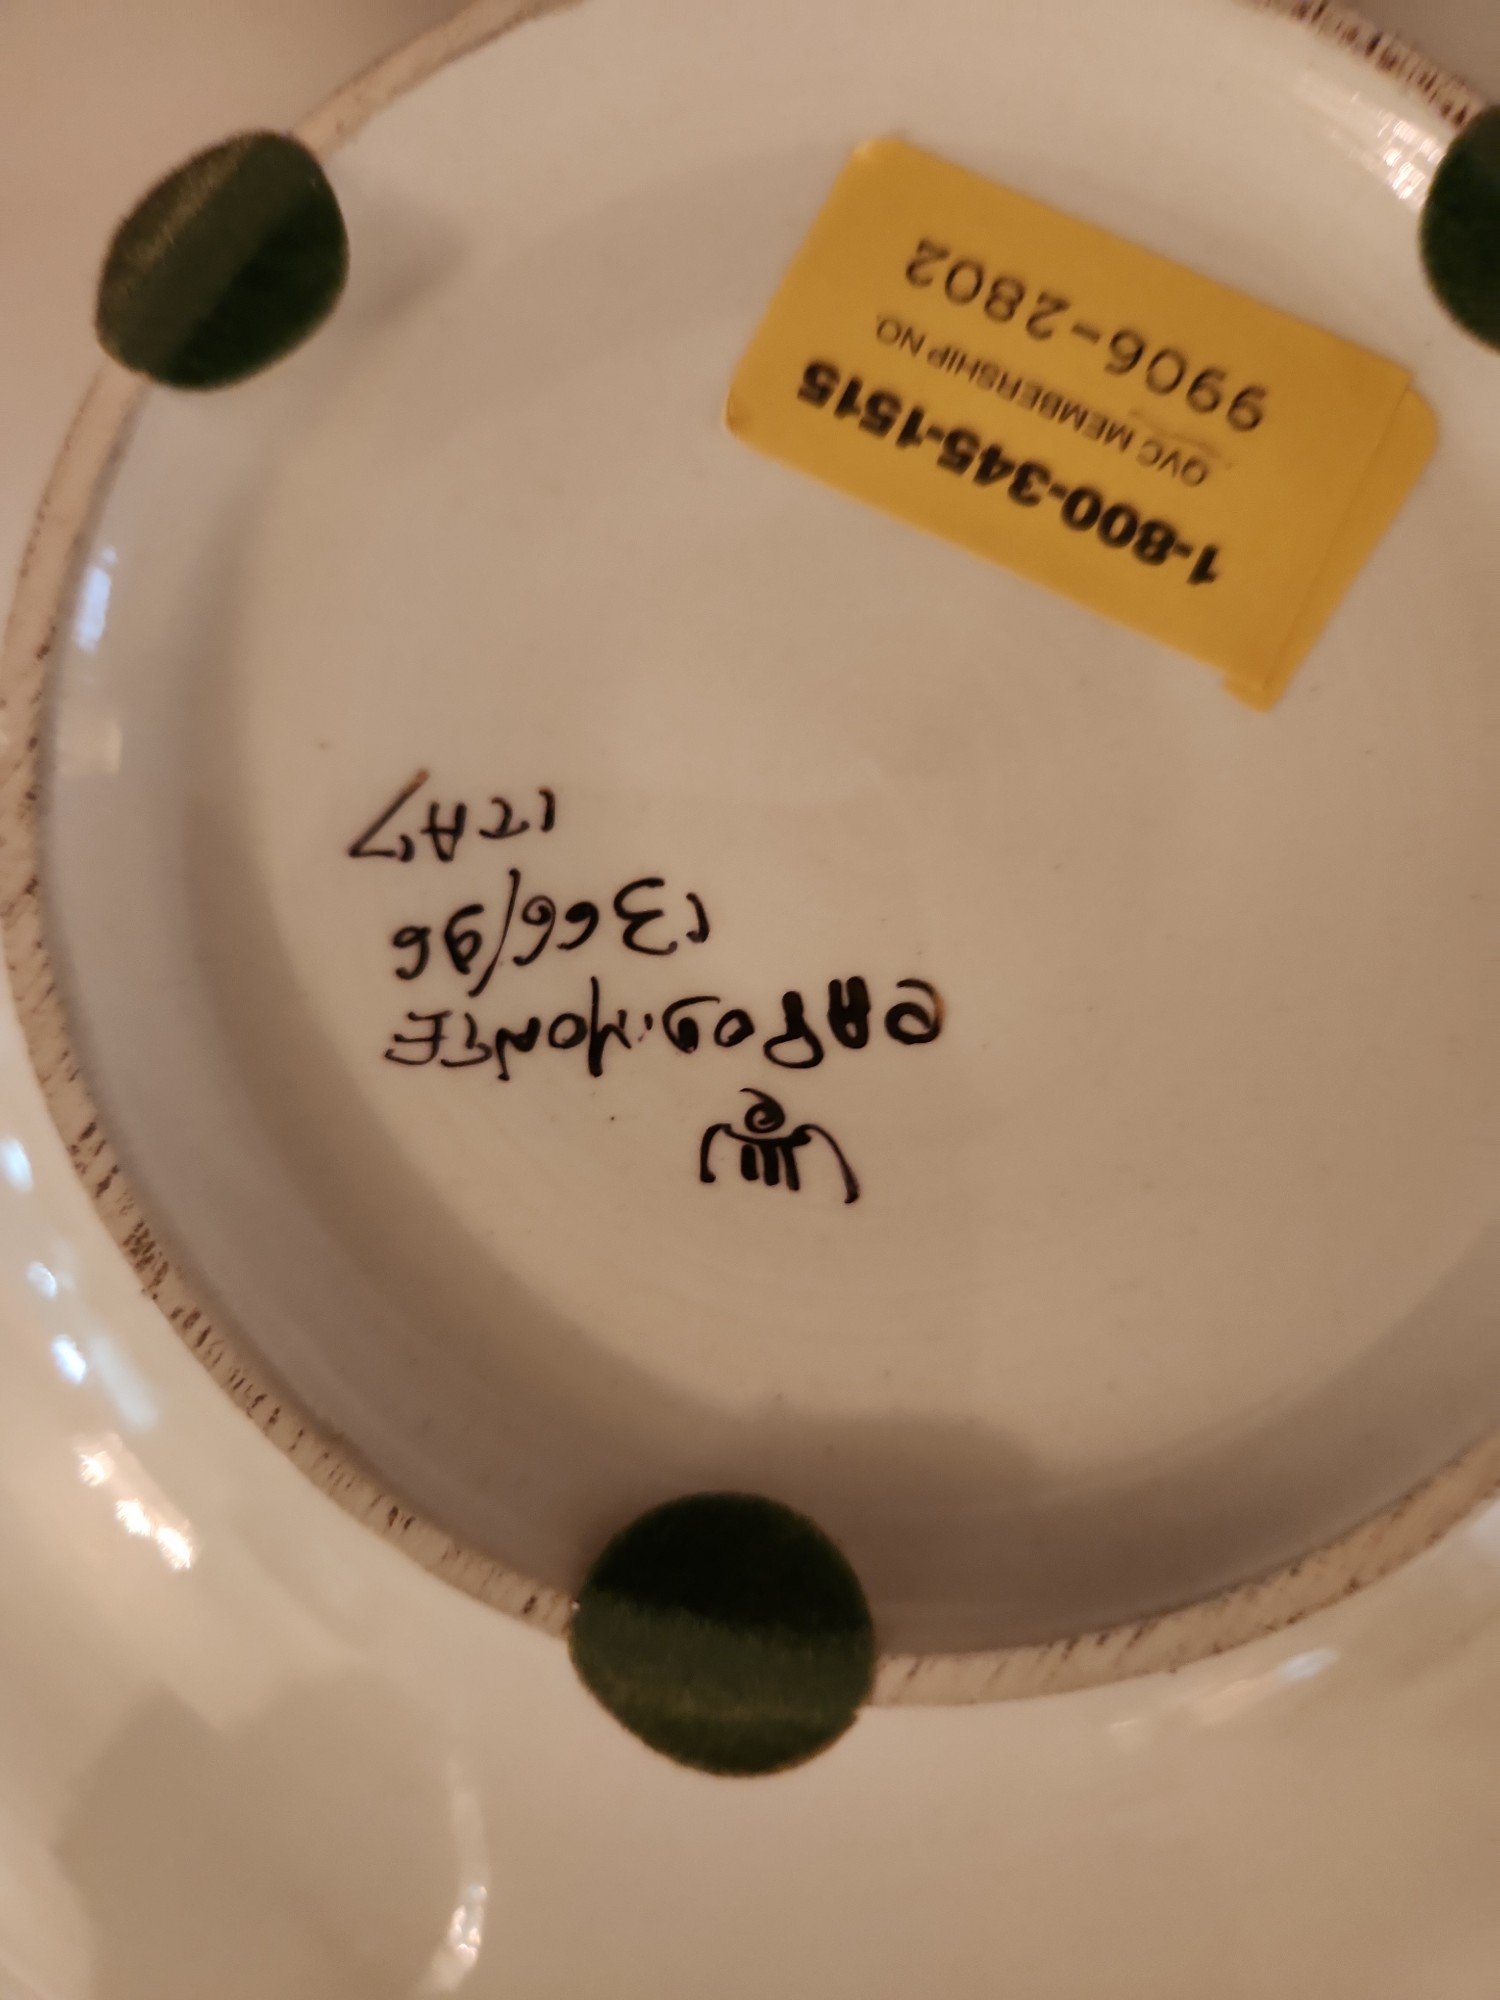 CAPODIMONTE
1366/96
ITALY
1-800-345-1515
QVC MEMBERSHIP NO.
9906-2802